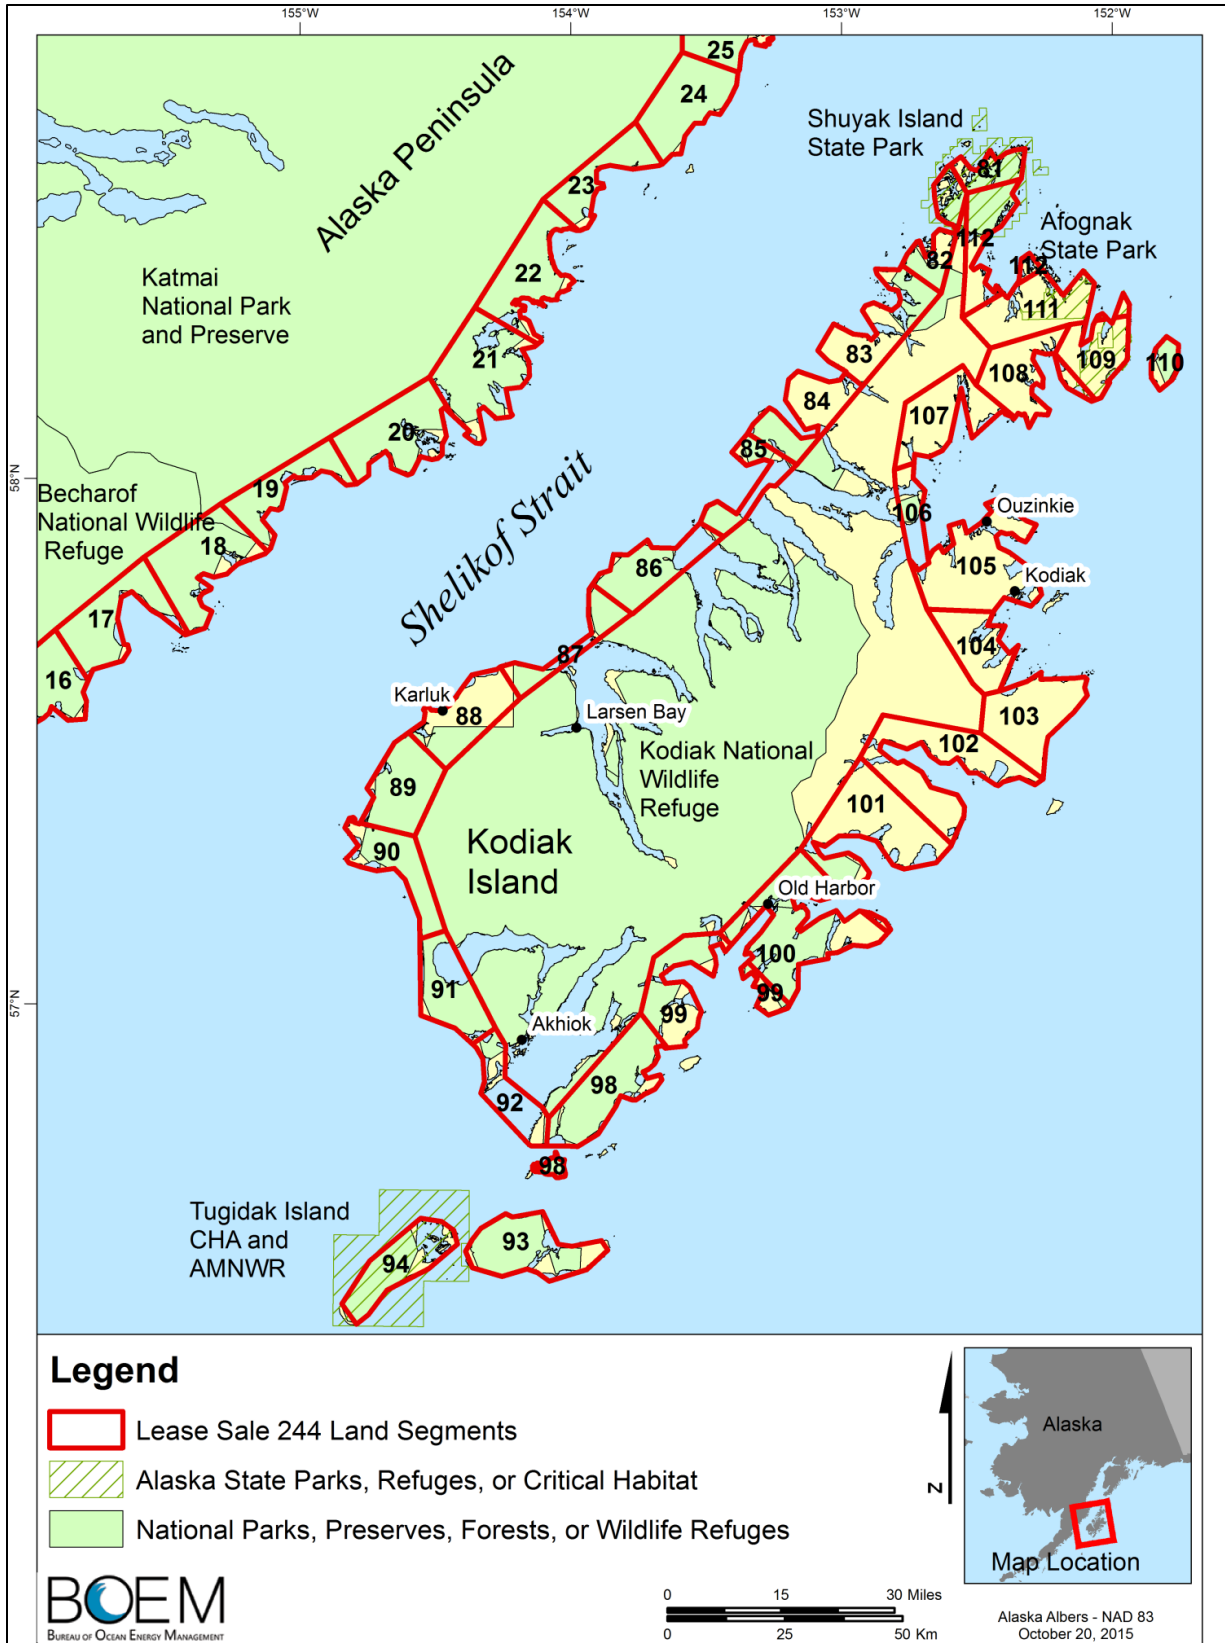 155°W
154°W
153°W
152°W
25
24
Alaska Peninsula
Shuyak Island
State Park
81
23
Afognak
State Park
112
82
112
22
Katmai
National Park
and Preserve
111
21
83
109
110
108
84
107
20
85
58°N
19
Becharof
National Wildlife
Refuge
18
Shelikof Strait
106
Ouzinkie
105
86
Kodiak
17
104
87
16
Karluk
88
Larsen Bay
103
102
Kodiak National
Wildlife
Refuge
89
101
90
Kodiak
Island
Old Harbor
100
91
99
57°N
99
Akhiok
98
92
98
Tugidak Island
CHA and
AMNWR
93
94
Legend
Lease Sale 244 Land Segments
Alaska State Parks, Refuges, or Critical Habitat
National Parks, Preserves, Forests, or Wildlife Refuges
N
Alaska
Map Location
BOEM
BUREAU OF OCEAN ENERGY MANAGEMENT
0 15 30 Miles
0 25 50 Km
Alaska Albers - NAD 83
October 20, 2015